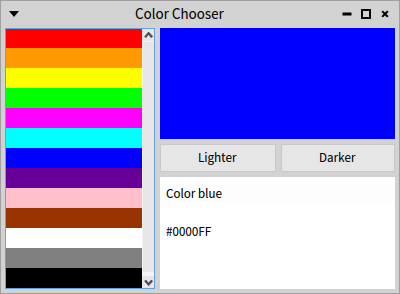 Color Chooser
Lighter
Darker
Color blue
#0000FF